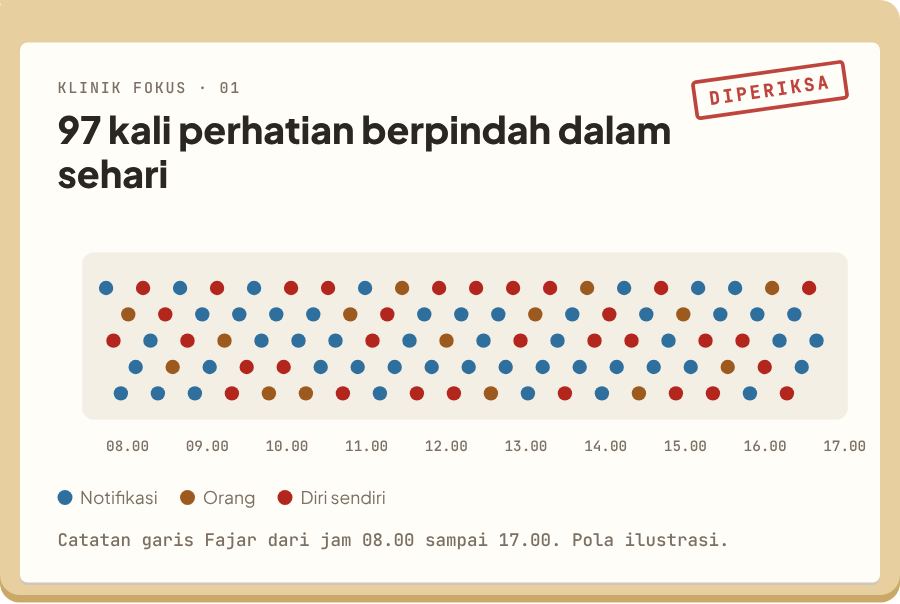 KLINIK FOKUS · 01
DIPERIKSA
97 kali perhatian berpindah dalam
sehari
08.00 09.00 10.00 11.00 12.00 13.00 14.00 15.00 16.00 17.00
Notifikasi Orang Diri sendiri
Catatan garis Fajar dari jam 08.00 sampai 17.00. Pola ilustrasi.